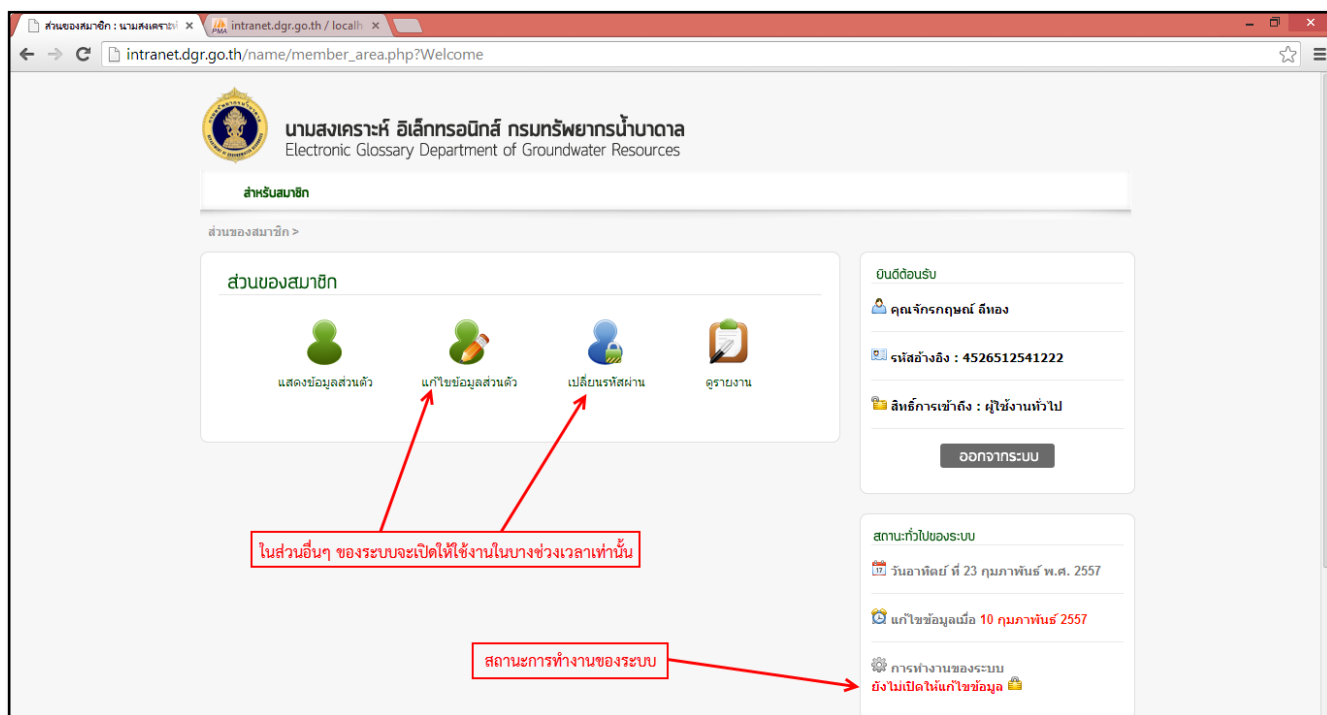 ส่วนของสมาชิก : นามสงเคราะห์
intranet.dgr.go.th / localh
intranet.dgr.go.th/name/member_area.php?Welcome
นามสงเคราะห์ อิเล็กทรอนิกส์ กรมทรัพยากรน้ำบาดาล
Electronic Glossary Department of Groundwater Resources
สำหรับสมาชิก
ส่วนของสมาชิก >
ส่วนของสมาชิก
แสดงข้อมูลส่วนตัว
แก้ไขข้อมูลส่วนตัว
เปลี่ยนรหัสผ่าน
ดูรายงาน
ในส่วนอื่นๆ ของระบบจะเปิดให้ใช้งานในบางช่วงเวลาเท่านั้น
ยินดีต้อนรับ
คุณจักรกฤษณ์ ลีทอง
รหัสอ้างอิง : 4526512541222
สิทธิ์การเข้าถึง : ผู้ใช้งานทั่วไป
ออกจากระบบ
สถานะทั่วไปของระบบ
วันอาทิตย์ ที่ 23 กุมภาพันธ์ พ.ศ. 2557
แก้ไขข้อมูลเมื่อ 10 กุมภาพันธ์ 2557
สถานะการทำงานของระบบ
การทำงานของระบบ
ยังไม่เปิดให้แก้ไขข้อมูล